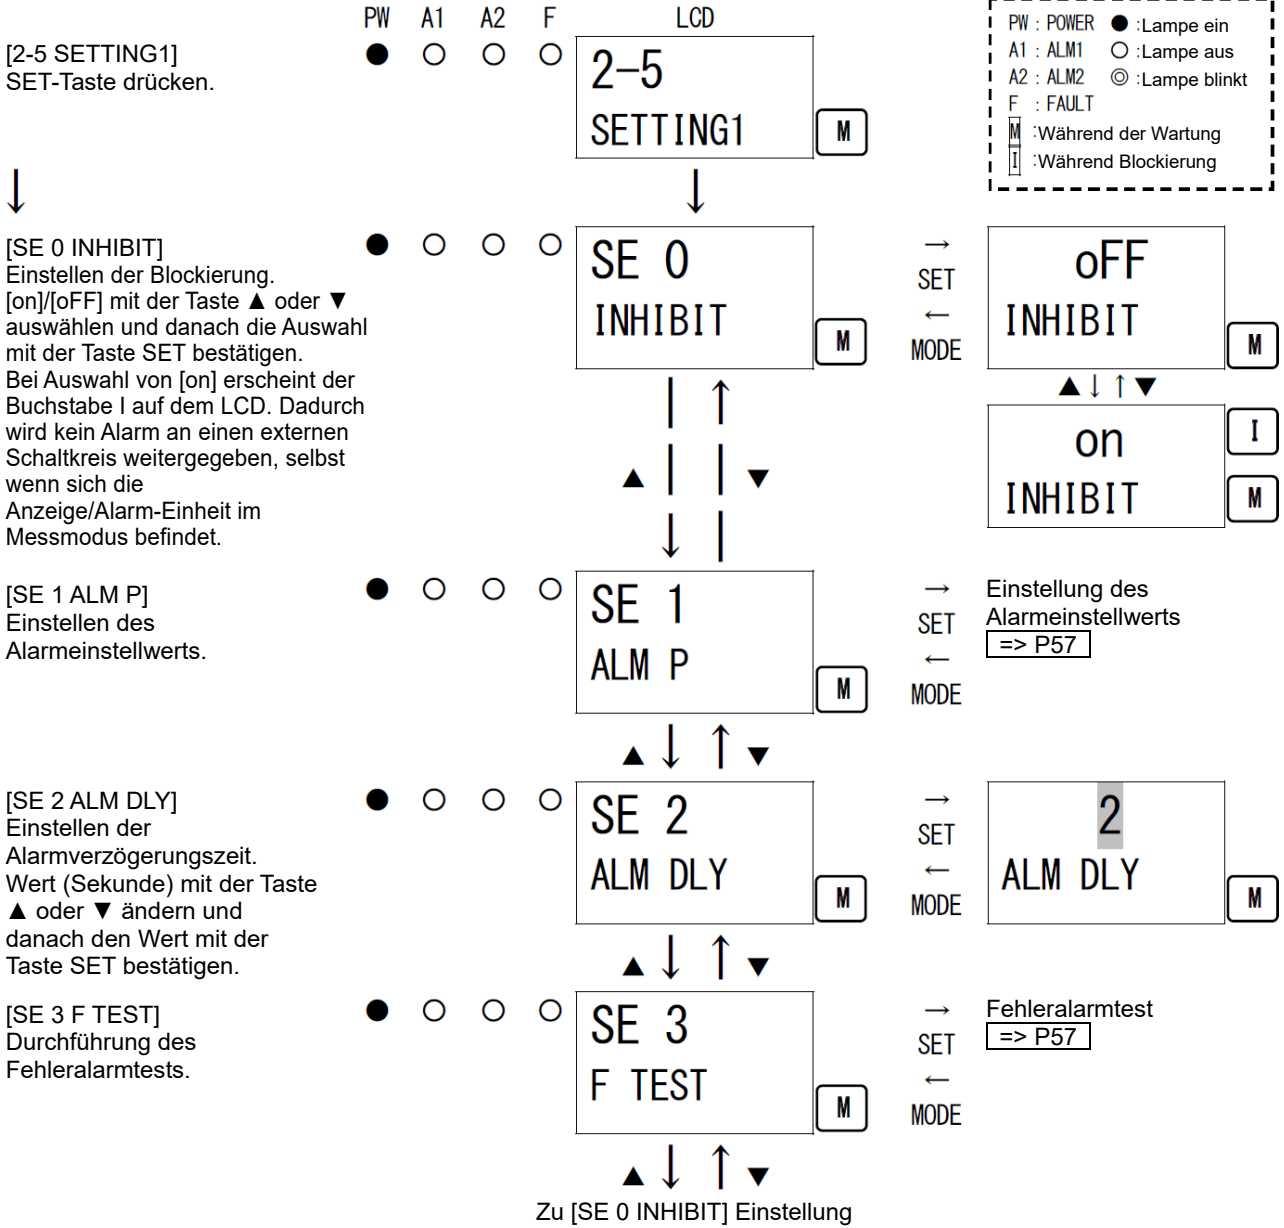 PW A1 A2 F LCD
PW : POWER ● :Lampe ein
A1 : ALM1 ○ :Lampe aus
A2 : ALM2 ◎ :Lampe blinkt
F : FAULT
M :Während der Wartung
I :Während Blockierung
[2-5 SETTING1]
SET-Taste drücken.
● ○ ○ ○
2-5
SETTING1
M
↓ ↓
[SE 0 INHIBIT]
Einstellen der Blockierung.
[on]/[oFF] mit der Taste ▲ oder ▼
auswählen und danach die Auswahl
mit der Taste SET bestätigen.
Bei Auswahl von [on] erscheint der
Buchstabe I auf dem LCD. Dadurch
wird kein Alarm an einen externen
Schaltkreis weitergegeben, selbst
wenn sich die
Anzeige/Alarm-Einheit im
Messmodus befindet.
● ○ ○ ○
SE 0
INHIBIT
M
→
SET
←
MODE
oFF
INHIBIT
M
▲↓ ↑▼
on
INHIBIT
I
M
▲ ↓ ↑ ▼
[SE 1 ALM P]
Einstellen des
Alarmeinstellwerts.
● ○ ○ ○
SE 1
ALM P
M
→
SET
←
MODE
Einstellung des
Alarmeinstellwerts
=> P57
▲ ↓ ↑ ▼
[SE 2 ALM DLY]
Einstellen der
Alarmverzögerungszeit.
Wert (Sekunde) mit der Taste
▲ oder ▼ ändern und
danach den Wert mit der
Taste SET bestätigen.
● ○ ○ ○
SE 2
ALM DLY
M
→
SET
←
MODE
2
ALM DLY
M
▲ ↓ ↑ ▼
[SE 3 F TEST]
Durchführung des
Fehleralarmtests.
● ○ ○ ○
SE 3
F TEST
M
→
SET
←
MODE
Fehleralarmtest
=> P57
▲ ↓ ↑ ▼
Zu [SE 0 INHIBIT] Einstellung